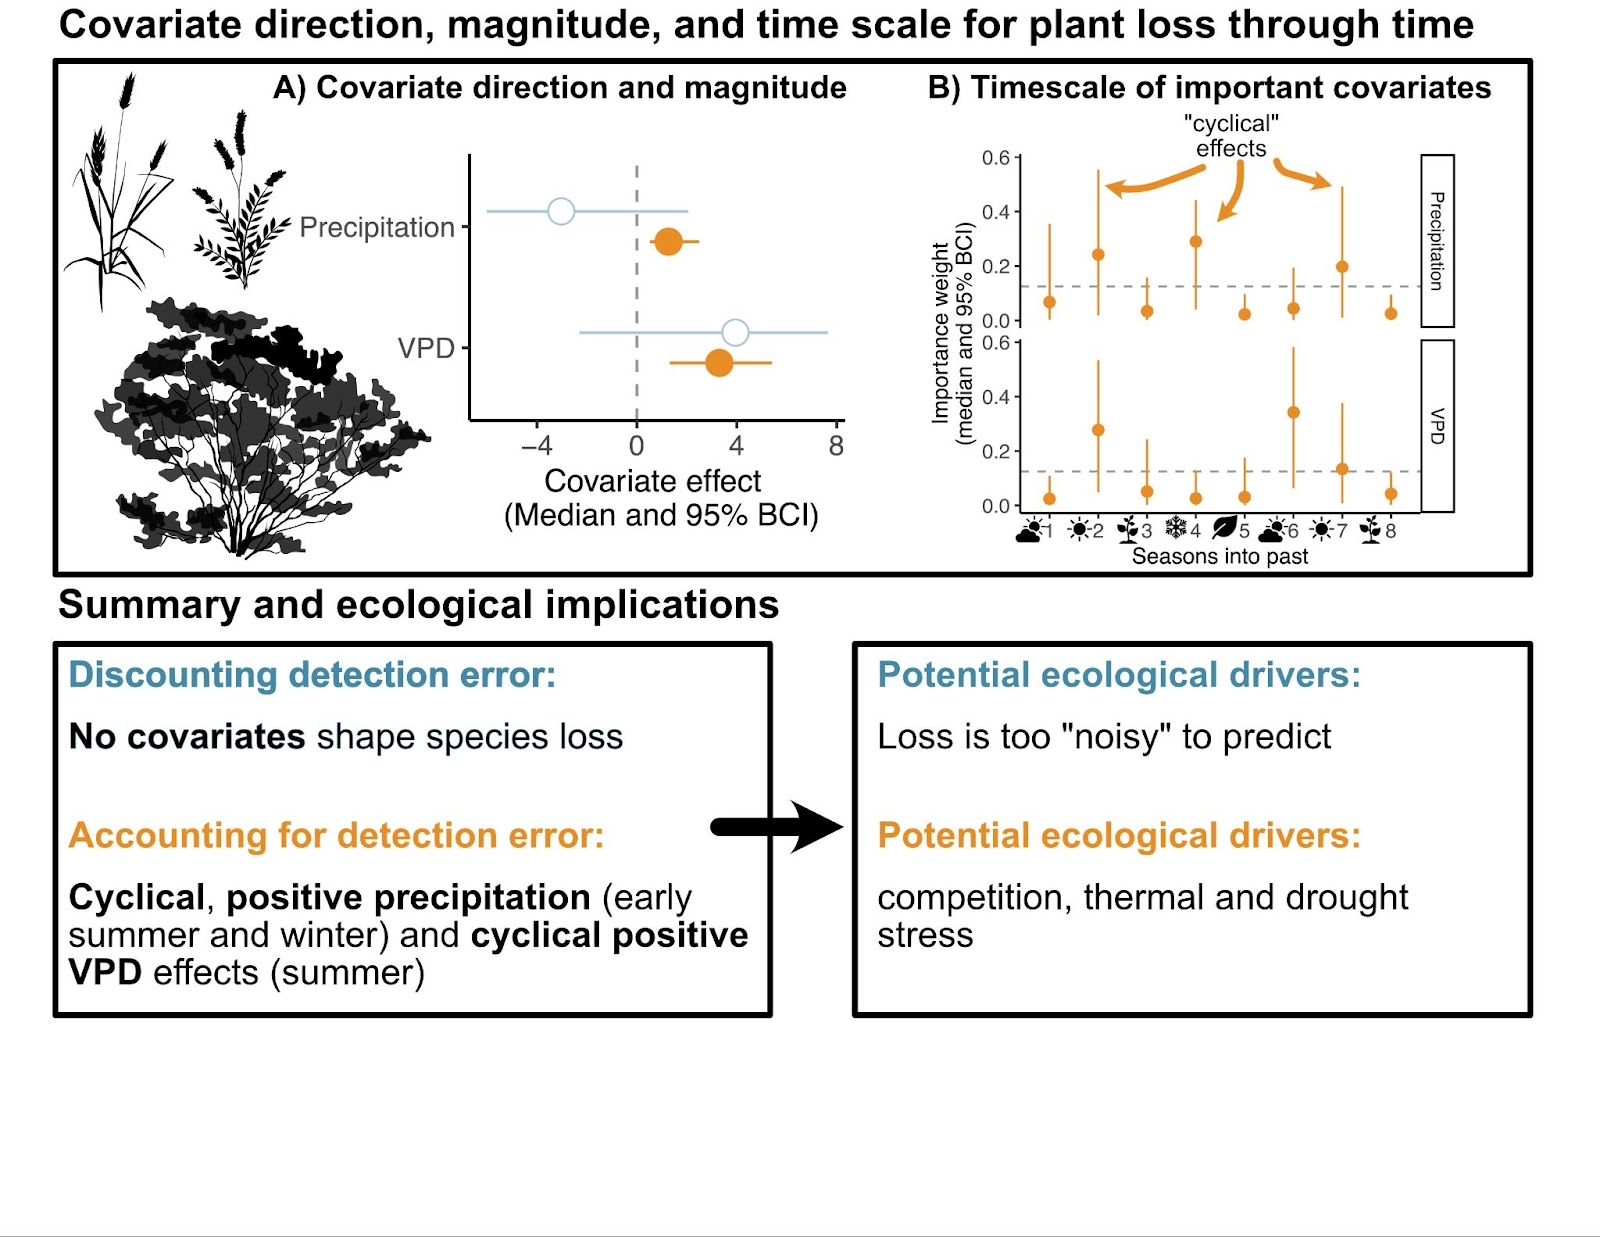 Covariate direction, magnitude, and time scale for plant loss through time
A) Covariate direction and magnitude
Precipitation
VPD
−4 0 4 8
Covariate effect
(Median and 95% BCI)
B) Timescale of important covariates
"cyclical"
effects
Importance weight
(median and 95% BCI)
0.6
0.4
0.2
0.0
Precipitation
0.6
0.4
0.2
0.0
VPD
1 2 3 4 5 6 7 8
Seasons into past
Summary and ecological implications
Discounting detection error:
No covariates shape species loss
Accounting for detection error:
Cyclical, positive precipitation (early
summer and winter) and cyclical positive
VPD effects (summer)
Potential ecological drivers:
Loss is too "noisy" to predict
Potential ecological drivers:
competition, thermal and drought
stress